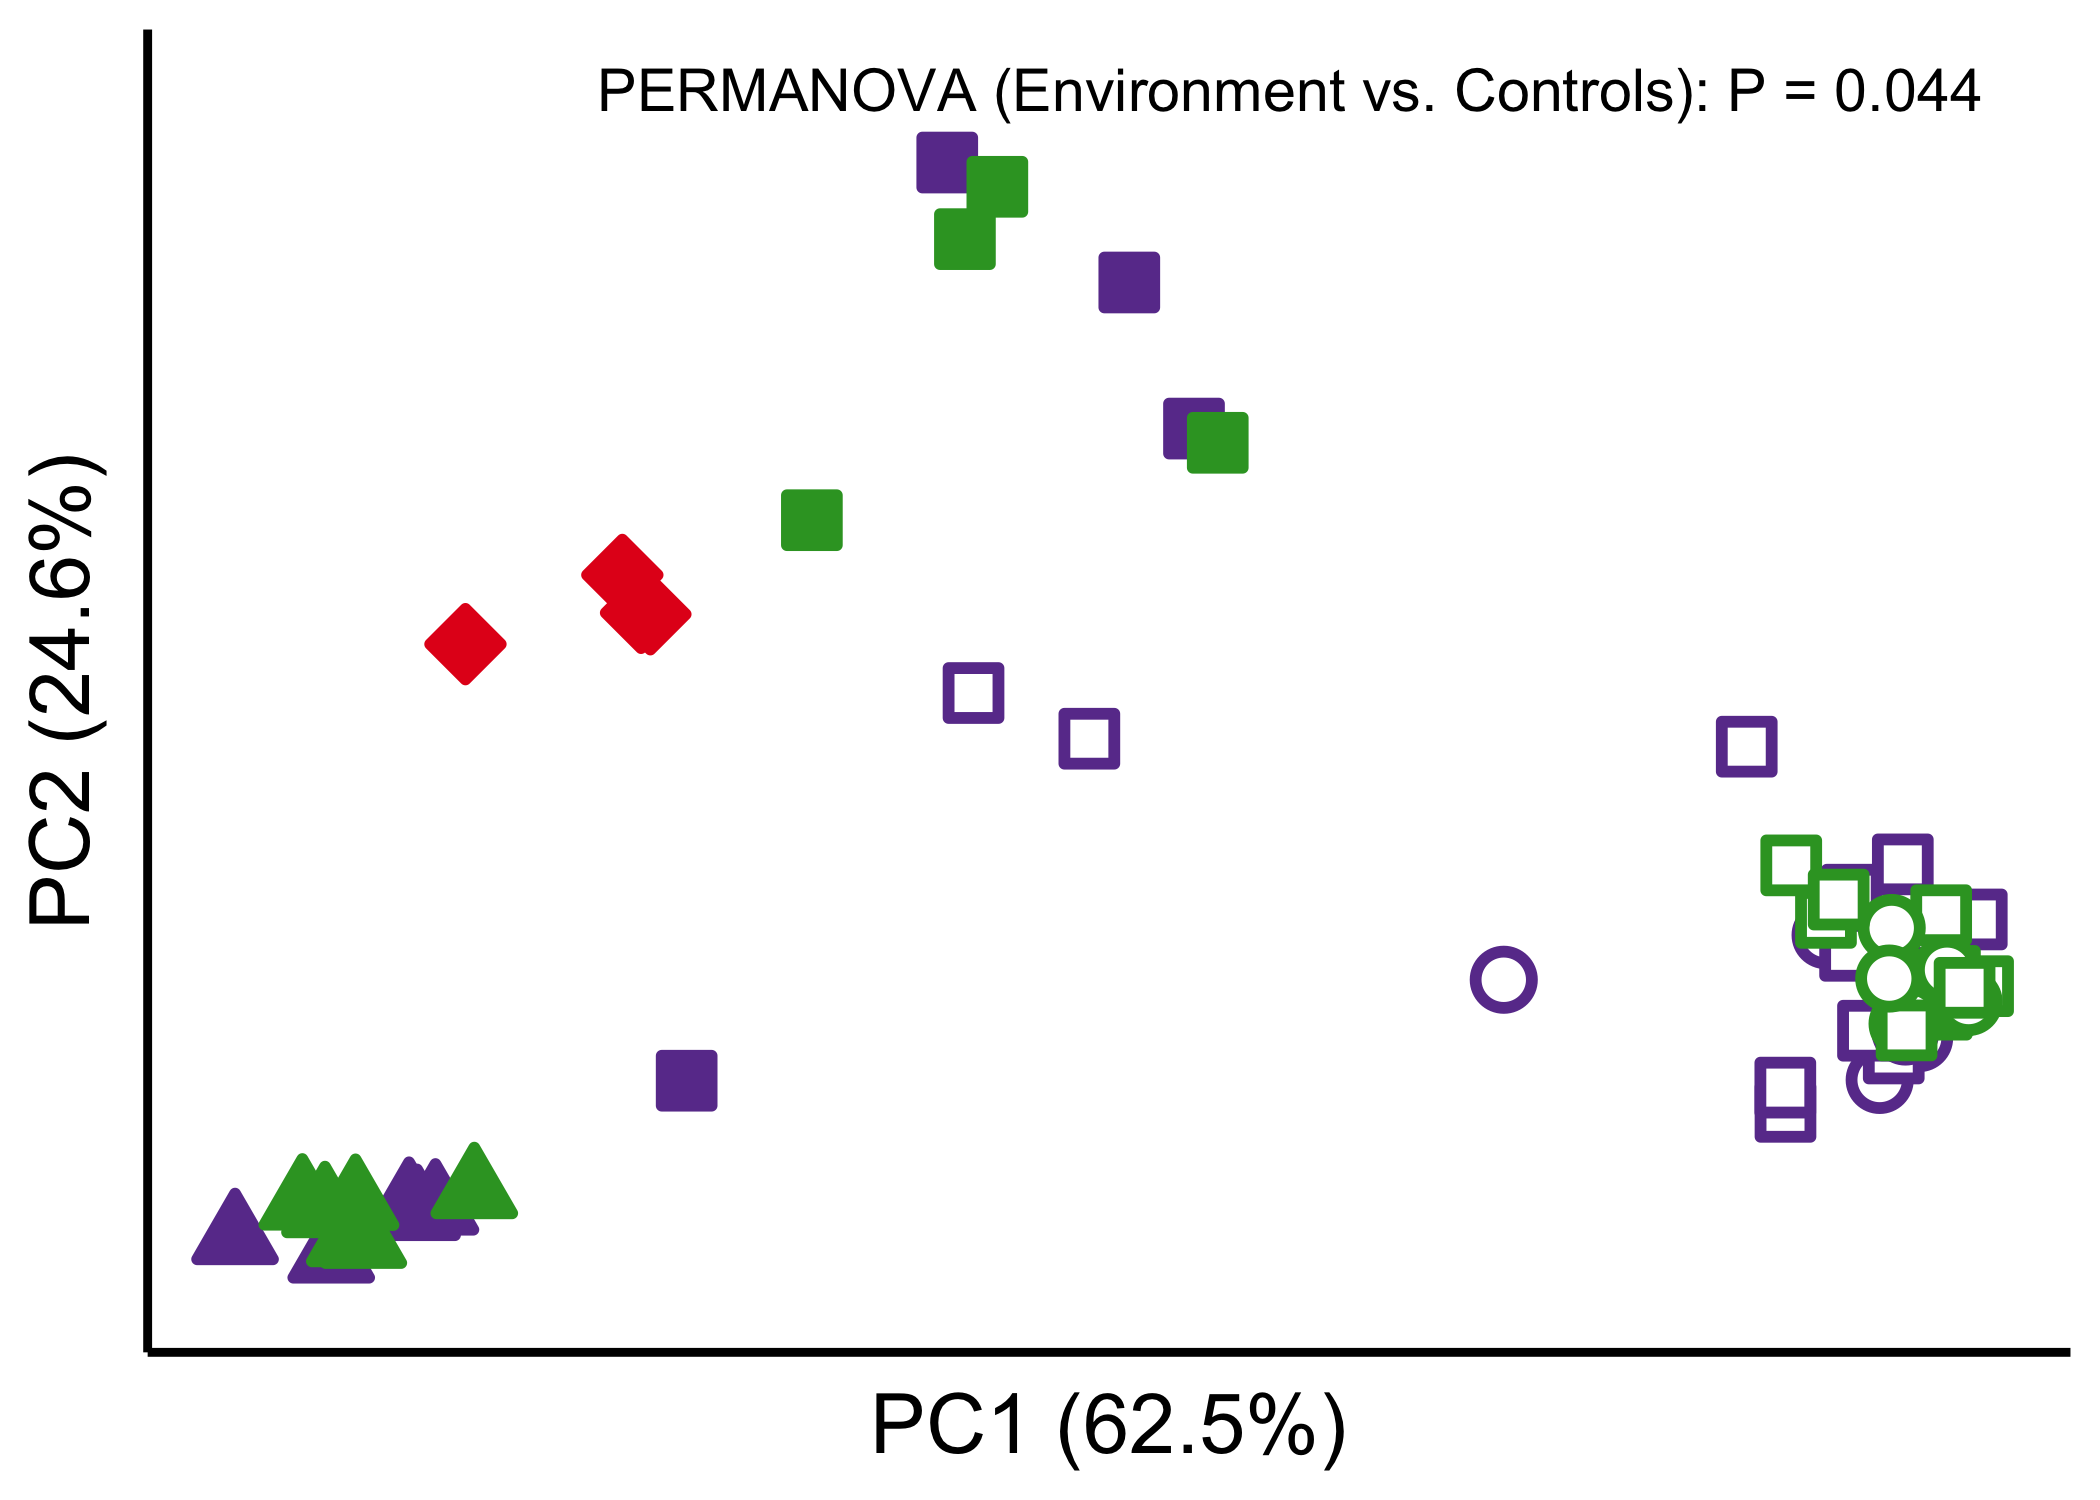 PERMANOVA (Environment vs. Controls): P = 0.044
PC2 (24.6%)
PC1 (62.5%)